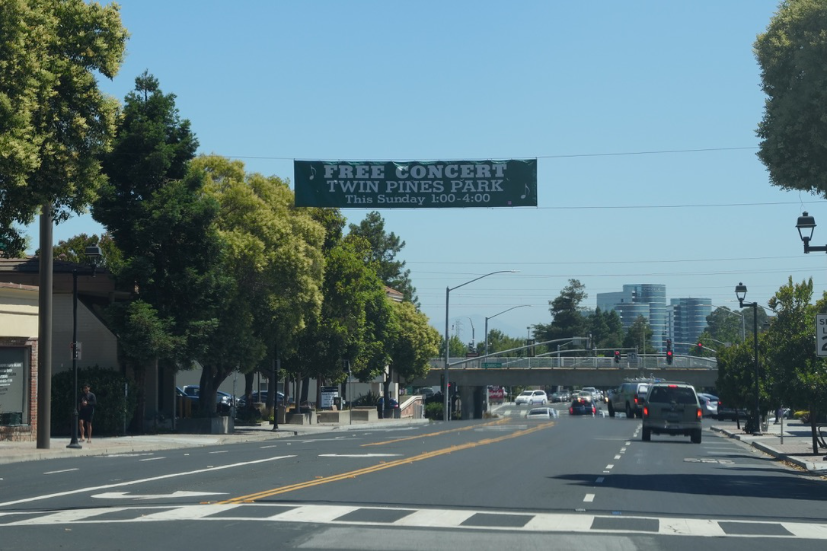 FREE CONCERT
TWIN PINES PARK
This Sunday 1:00-4:00